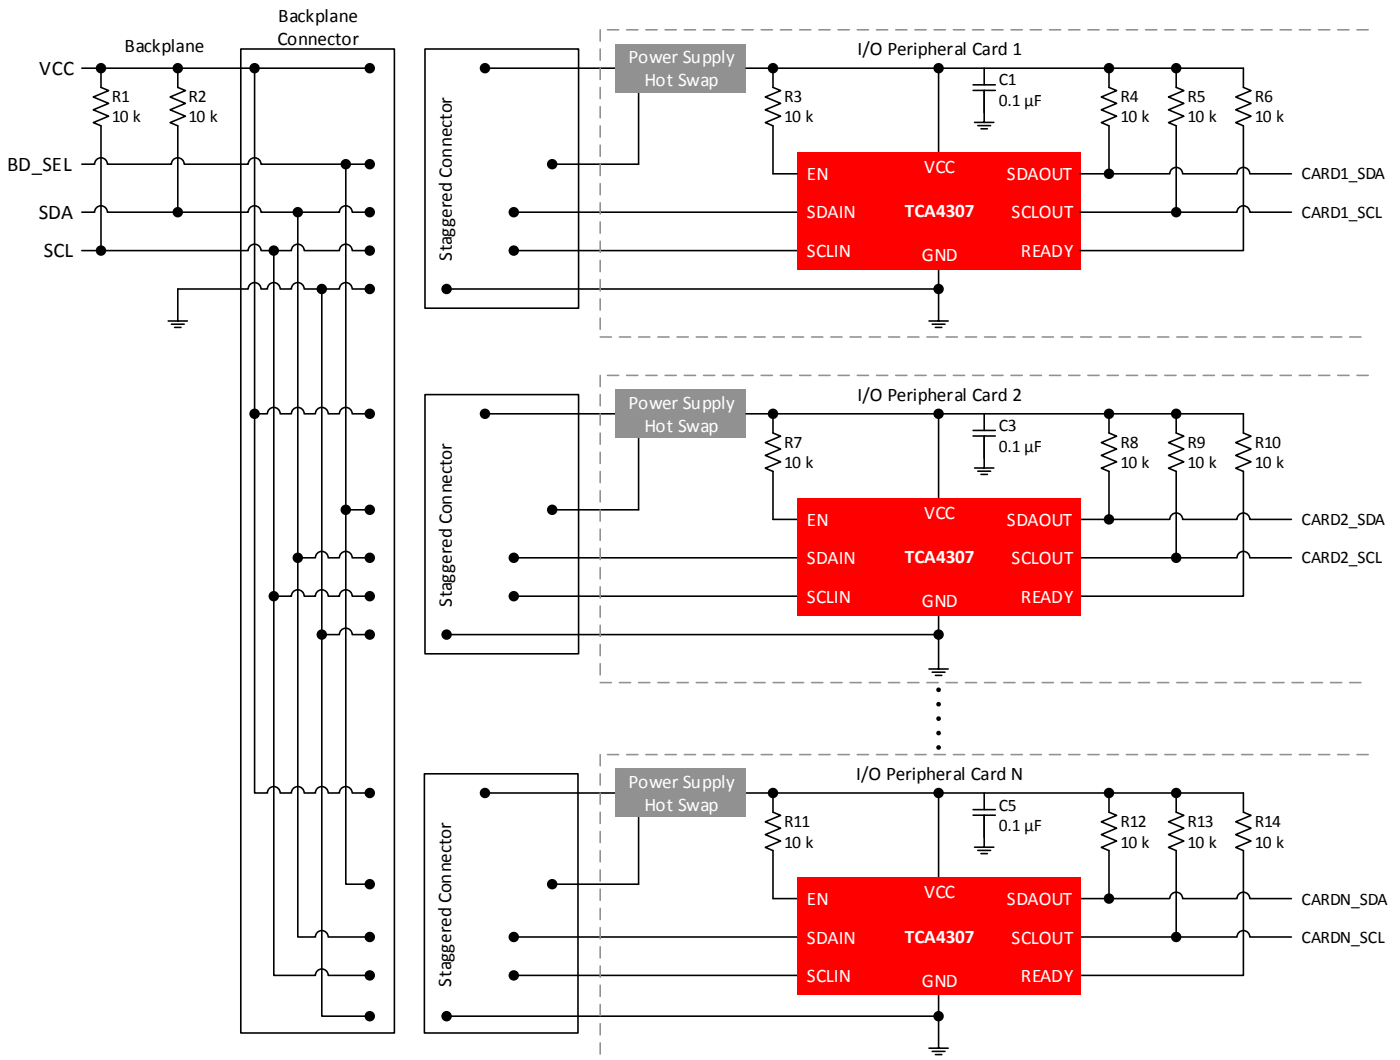 Backplane
Backplane
Connector
VCC
R1
10 k
R2
10 k
BD_SEL
SDA
SCL
Staggered Connector
Power Supply
Hot Swap
I/O Peripheral Card 1
R3
10 k
C1
0.1 µF
R4
10 k
R5
10 k
R6
10 k
EN
VCC
SDAOUT
CARD1_SDA
SDAIN
TCA4307
SCLOUT
CARD1_SCL
SCLIN
GND
READY
Staggered Connector
Power Supply
Hot Swap
I/O Peripheral Card 2
R7
10 k
C3
0.1 µF
R8
10 k
R9
10 k
R10
10 k
EN
VCC
SDAOUT
CARD2_SDA
SDAIN
TCA4307
SCLOUT
CARD2_SCL
SCLIN
GND
READY
Staggered Connector
Power Supply
Hot Swap
I/O Peripheral Card N
R11
10 k
C5
0.1 µF
R12
10 k
R13
10 k
R14
10 k
EN
VCC
SDAOUT
CARDN_SDA
SDAIN
TCA4307
SCLOUT
CARDN_SCL
SCLIN
GND
READY